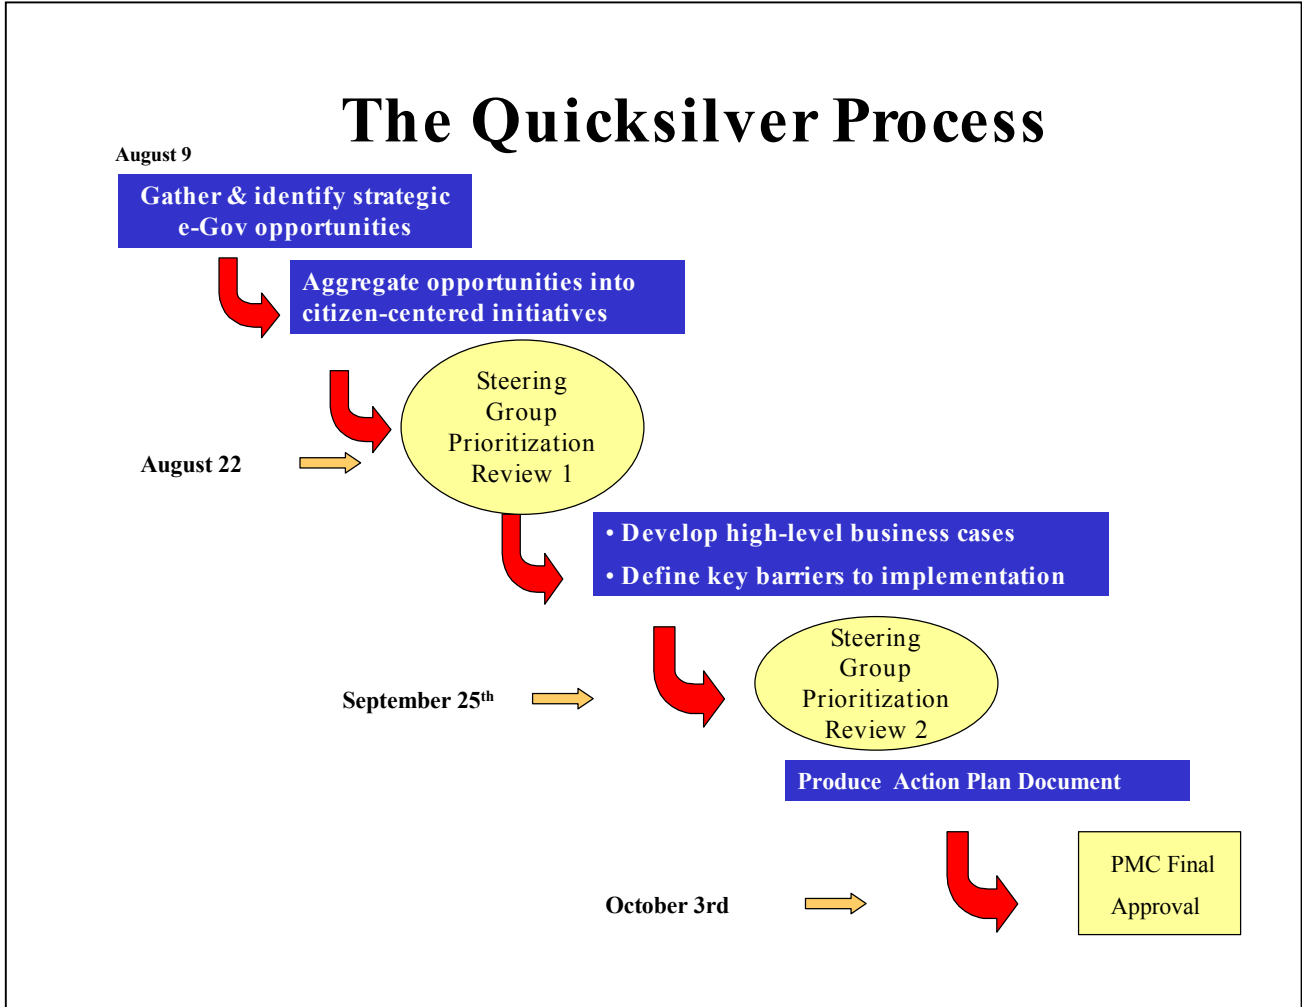 The Quicksilver Process
August 9
Gather & identify strategic
e-Gov opportunities
Aggregate opportunities into
citizen-centered initiatives
Steering
Group
Prioritization
Review 1
August 22
• Develop high-level business cases
• Define key barriers to implementation
Steering
Group
Prioritization
Review 2
September 25th
Produce Action Plan Document
PMC Final
Approval
October 3rd